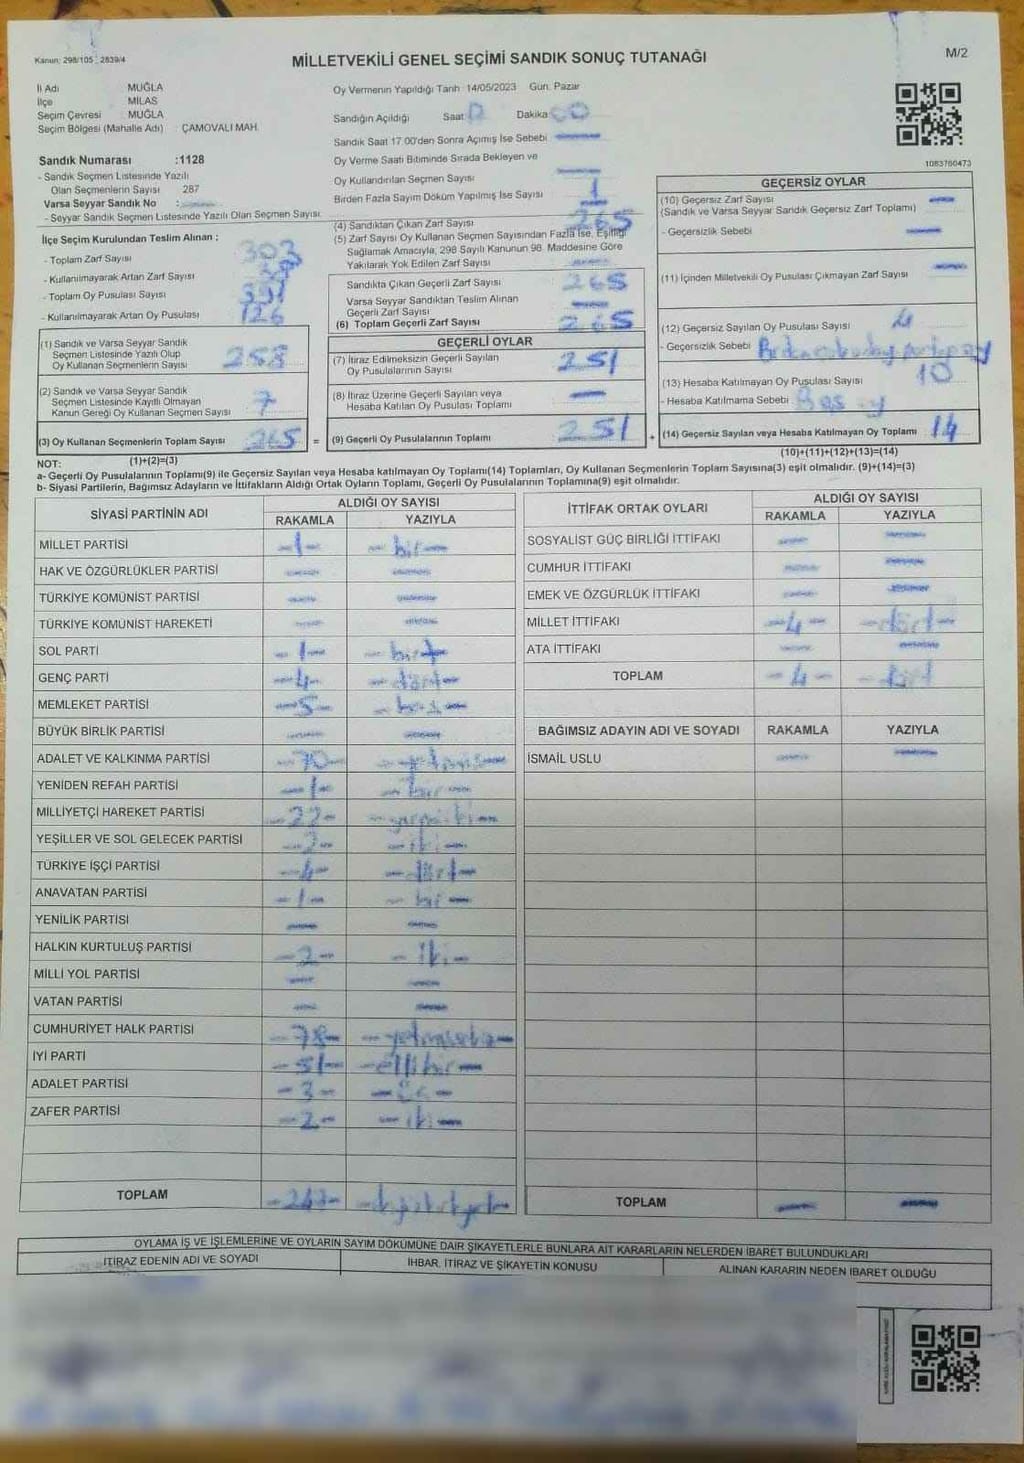 Kanun: 298/105 : 2839/4
MİLLETVEKİLİ GENEL SEÇİMİ SANDIK SONUÇ TUTANAĞI
M/2
İl Adı MUĞLA
İlçe MİLAS
Seçim Çevresi : MUĞLA
Seçim Bölgesi (Mahalle Adı) : ÇAMOVALI MAH.
Oy Vermenin Yapıldığı Tarih 14/05/2023 Gün: Pazar
Sandığın Açıldığı Saat Dakika 00
Sandık Saat 17.00'den Sonra Açılmış İse Sebebi
Oy Verme Saati Bitiminde Sırada Bekleyen ve
Oy Kullandırılan Seçmen Sayısı
Birden Fazla Sayım Döküm Yapılmış İse Sayısı 1
1083760473
Sandık Numarası :1128
- Sandık Seçmen Listesinde Yazılı
Olan Seçmenlerin Sayısı 287
Varsa Seyyar Sandık No :
- Seyyar Sandık Seçmen Listesinde Yazılı Olan Seçmen Sayısı
İlçe Seçim Kurulundan Teslim Alınan ;
- Toplam Zarf Sayısı 303
- Kullanılmayarak Artan Zarf Sayısı 38
- Toplam Oy Pusulası Sayısı
- Kullanılmayarak Artan Oy Pusulası 126
(1) Sandık ve Varsa Seyyar Sandık
Seçmen Listesinde Yazılı Olup
Oy Kullanan Seçmenlerin Sayısı 258
(2) Sandık ve Varsa Seyyar Sandık
Seçmen Listesinde Kayıtlı Olmayan
Kanun Gereği Oy Kullanan Seçmen Sayısı 7
(3) Oy Kullanan Seçmenlerin Toplam Sayısı 265 =
(4) Sandıktan Çıkan Zarf Sayısı 265
(5) Zarf Sayısı Oy Kullanan Seçmen Sayısından Fazla İse, Eşitliği
Sağlamak Amacıyla, 298 Sayılı Kanunun 98. Maddesine Göre
Yakılarak Yok Edilen Zarf Sayısı
Sandıkta Çıkan Geçerli Zarf Sayısı 265
Varsa Seyyar Sandıktan Teslim Alınan
Geçerli Zarf Sayısı
(6) Toplam Geçerli Zarf Sayısı 265
GEÇERLİ OYLAR
(7) İtiraz Edilmeksizin Geçerli Sayılan
Oy Pusulalarının Sayısı 251
(8) İtiraz Üzerine Geçerli Sayılan veya
Hesaba Katılan Oy Pusulası Toplamı
(9) Geçerli Oy Pusulalarının Toplamı 251 +
GEÇERSİZ OYLAR
(10) Geçersiz Zarf Sayısı
(Sandık ve Varsa Seyyar Sandık Geçersiz Zarf Toplamı)
- Geçersizlik Sebebi
(11) İçinden Milletvekili Oy Pusulası Çıkmayan Zarf Sayısı
(12) Geçersiz Sayılan Oy Pusulası Sayısı 4
- Geçersizlik Sebebi
(13) Hesaba Katılmayan Oy Pusulası Sayısı 10
- Hesaba Katılmama Sebebi
(14) Geçersiz Sayılan veya Hesaba Katılmayan Oy Toplamı 14
(10)+(11)+(12)+(13)=(14)
NOT: (1)+(2)=(3)
a- Geçerli Oy Pusulalarının Toplamı(9) ile Geçersiz Sayılan veya Hesaba katılmayan Oy Toplamı(14) Toplamları, Oy Kullanan Seçmenlerin Toplam Sayısına(3) eşit olmalıdır. (9)+(14)=(3)
b- Siyasi Partilerin, Bağımsız Adayların ve İttifakların Aldığı Ortak Oyların Toplamı, Geçerli Oy Pusulalarının Toplamına(9) eşit olmalıdır.
SİYASİ PARTİNİN ADI ALDIĞI OY SAYISI
RAKAMLA YAZIYLA
MİLLET PARTİSİ -1- - bir -
HAK VE ÖZGÜRLÜKLER PARTİSİ
TÜRKİYE KOMÜNİST PARTİSİ
TÜRKİYE KOMÜNİST HAREKETİ
SOL PARTİ -1- - bir -
GENÇ PARTİ -4- - dört -
MEMLEKET PARTİSİ -5- - beş -
BÜYÜK BİRLİK PARTİSİ
ADALET VE KALKINMA PARTİSİ -70- - yetmiş -
YENİDEN REFAH PARTİSİ -1- - bir -
MİLLİYETÇİ HAREKET PARTİSİ -22- - yirmi iki -
YEŞİLLER VE SOL GELECEK PARTİSİ -2- - iki -
TÜRKİYE İŞÇİ PARTİSİ -4- - dört -
ANAVATAN PARTİSİ -1- - bir -
YENİLİK PARTİSİ
HALKIN KURTULUŞ PARTİSİ -2- - iki -
MİLLİ YOL PARTİSİ
VATAN PARTİSİ
CUMHURİYET HALK PARTİSİ -78- - yetmişsekiz -
İYİ PARTİ -51- - ellibir -
ADALET PARTİSİ -3- - üç -
ZAFER PARTİSİ -2- - iki -
TOPLAM -247-
İTTİFAK ORTAK OYLARI ALDIĞI OY SAYISI
RAKAMLA YAZIYLA
SOSYALİST GÜÇ BİRLİĞİ İTTİFAKI
CUMHUR İTTİFAKI
EMEK VE ÖZGÜRLÜK İTTİFAKI
MİLLET İTTİFAKI -4- - dört -
ATA İTTİFAKI
TOPLAM -4- - dört
BAĞIMSIZ ADAYIN ADI VE SOYADI RAKAMLA YAZIYLA
İSMAİL USLU
TOPLAM
OYLAMA İŞ VE İŞLEMLERİNE VE OYLARIN SAYIM DÖKÜMÜNE DAİR ŞİKAYETLERLE BUNLARA AİT KARARLARIN NELERDEN İBARET BULUNDUKLARI
İTİRAZ EDENİN ADI VE SOYADI İHBAR, İTİRAZ VE ŞİKAYETİN KONUSU ALINAN KARARIN NEDEN İBARET OLDUĞU